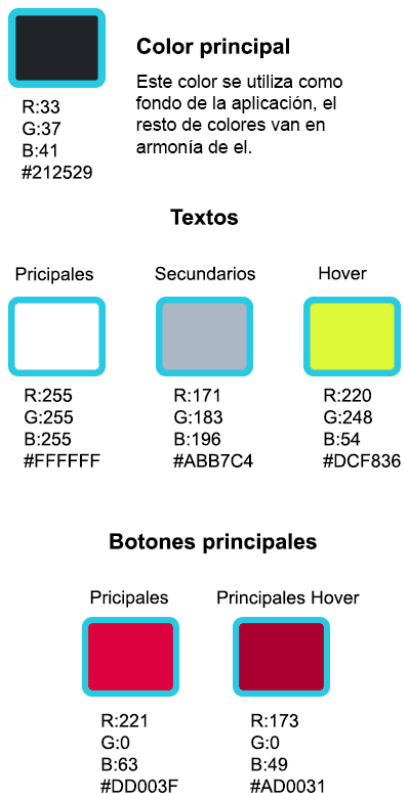 Color principal
Este color se utiliza como
fondo de la aplicación, el
resto de colores van en
armonía de el.
R:33
G:37
B:41
#212529
Textos
Pricipales
Secundarios
Hover
R:255
G:255
B:255
#FFFFFF
R:171
G:183
B:196
#ABB7C4
R:220
G:248
B:54
#DCF836
Botones principales
Pricipales
Principales Hover
R:221
G:0
B:63
#DD003F
R:173
G:0
B:49
#AD0031